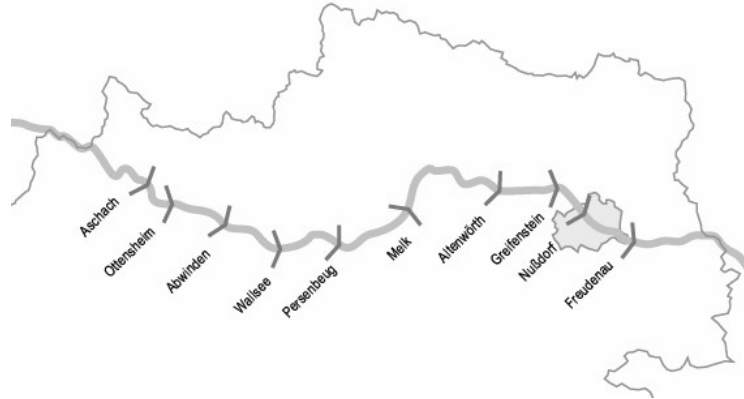 Aschach
Ottensheim
Abwinden
Wallsee
Persenbeug
Melk
Altenwörth
Greifenstein
Nußdorf
Freudenau